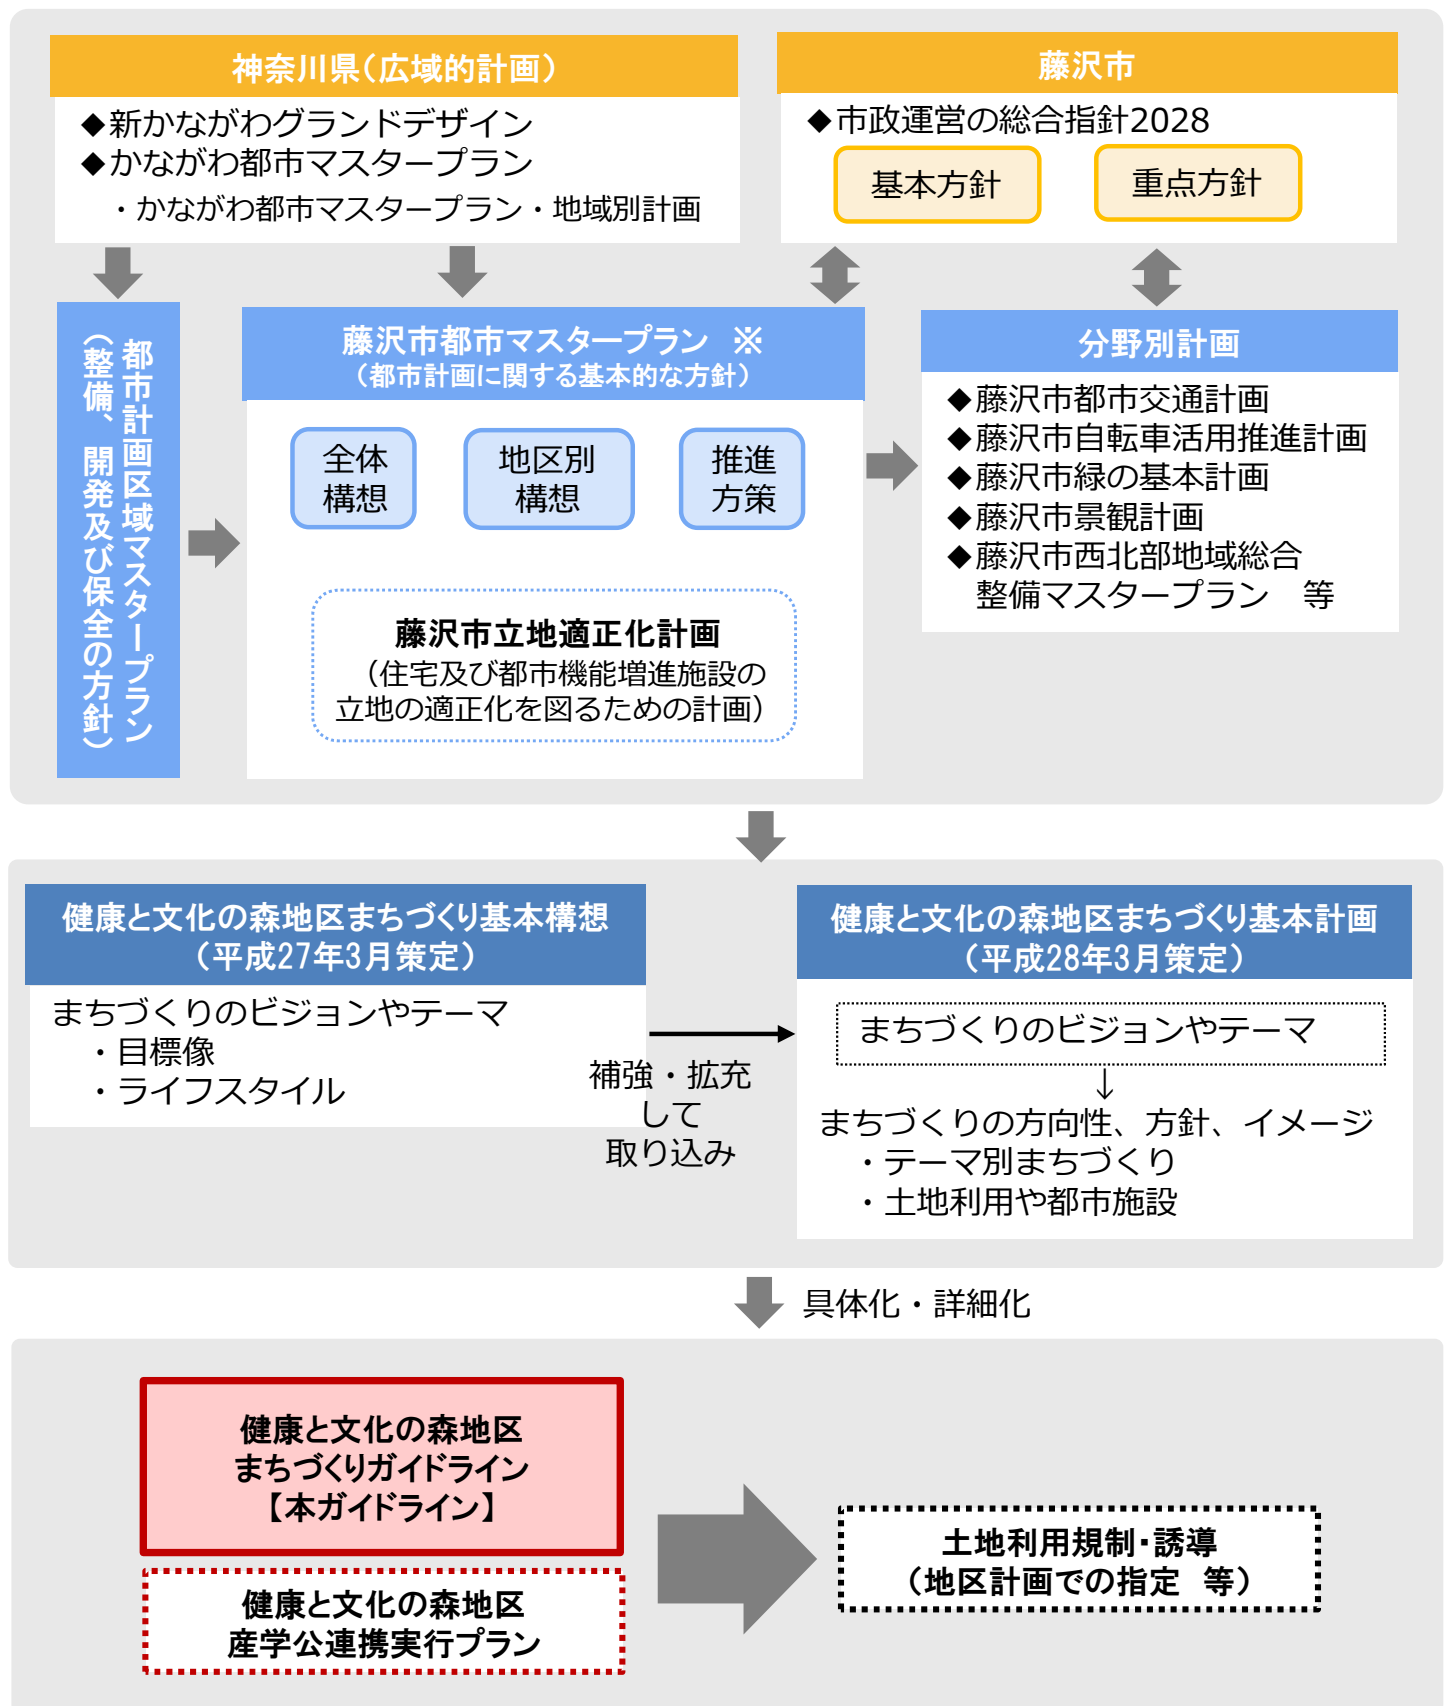 神奈川県（広域的計画）
◆新かながわグランドデザイン
◆かながわ都市マスタープラン
・かながわ都市マスタープラン・地域別計画
藤沢市
◆市政運営の総合指針2028
基本方針
重点方針
都市計画区域マスタープラン
（整備、開発及び保全の方針）
藤沢市都市マスタープラン　※
（都市計画に関する基本的な方針）
全体
構想
地区別
構想
推進
方策
藤沢市立地適正化計画
（住宅及び都市機能増進施設の
立地の適正化を図るための計画）
分野別計画
◆藤沢市都市交通計画
◆藤沢市自転車活用推進計画
◆藤沢市緑の基本計画
◆藤沢市景観計画
◆藤沢市西北部地域総合
整備マスタープラン　等
健康と文化の森地区まちづくり基本構想
（平成27年3月策定）
まちづくりのビジョンやテーマ
・目標像
・ライフスタイル
補強・拡充
して
取り込み
健康と文化の森地区まちづくり基本計画
（平成28年3月策定）
まちづくりのビジョンやテーマ
↓
まちづくりの方向性、方針、イメージ
・テーマ別まちづくり
・土地利用や都市施設
具体化・詳細化
健康と文化の森地区
まちづくりガイドライン
【本ガイドライン】
健康と文化の森地区
産学公連携実行プラン
土地利用規制・誘導
（地区計画での指定　等）